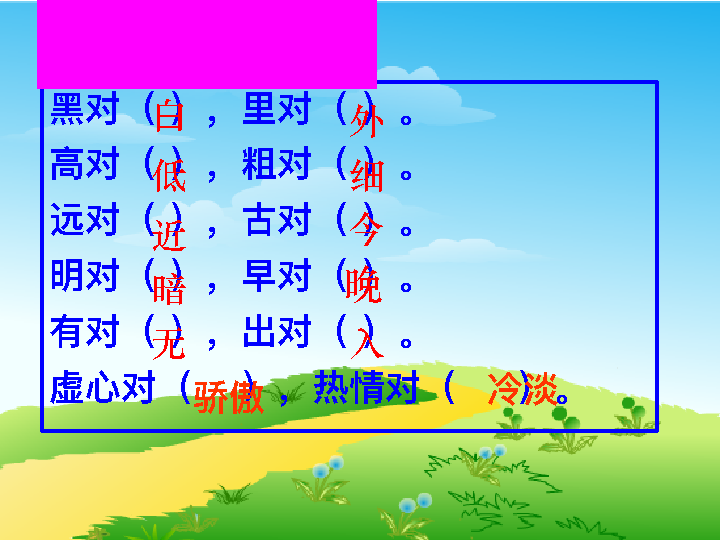 黑对（白），里对（外）。
高对（低），粗对（细）。
远对（近），古对（今）。
明对（暗），早对（晚）。
有对（无），出对（入）。
虚心对（骄傲），热情对（冷淡）。